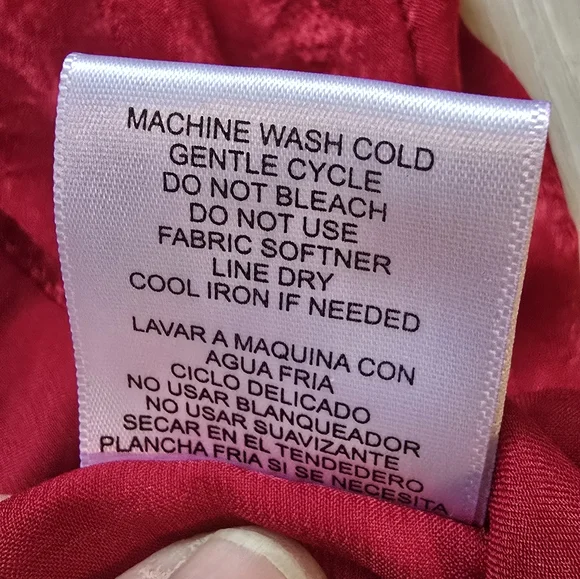 MACHINE WASH COLD
GENTLE CYCLE
DO NOT BLEACH
DO NOT USE
FABRIC SOFTNER
LINE DRY
COOL IRON IF NEEDED
LAVAR A MAQUINA CON
AGUA FRIA
CICLO DELICADO
NO USAR BLANQUEADOR
NO USAR SUAVIZANTE
SECAR EN EL TENDEDERO
PLANCHA FRIA SI SE NECESITA